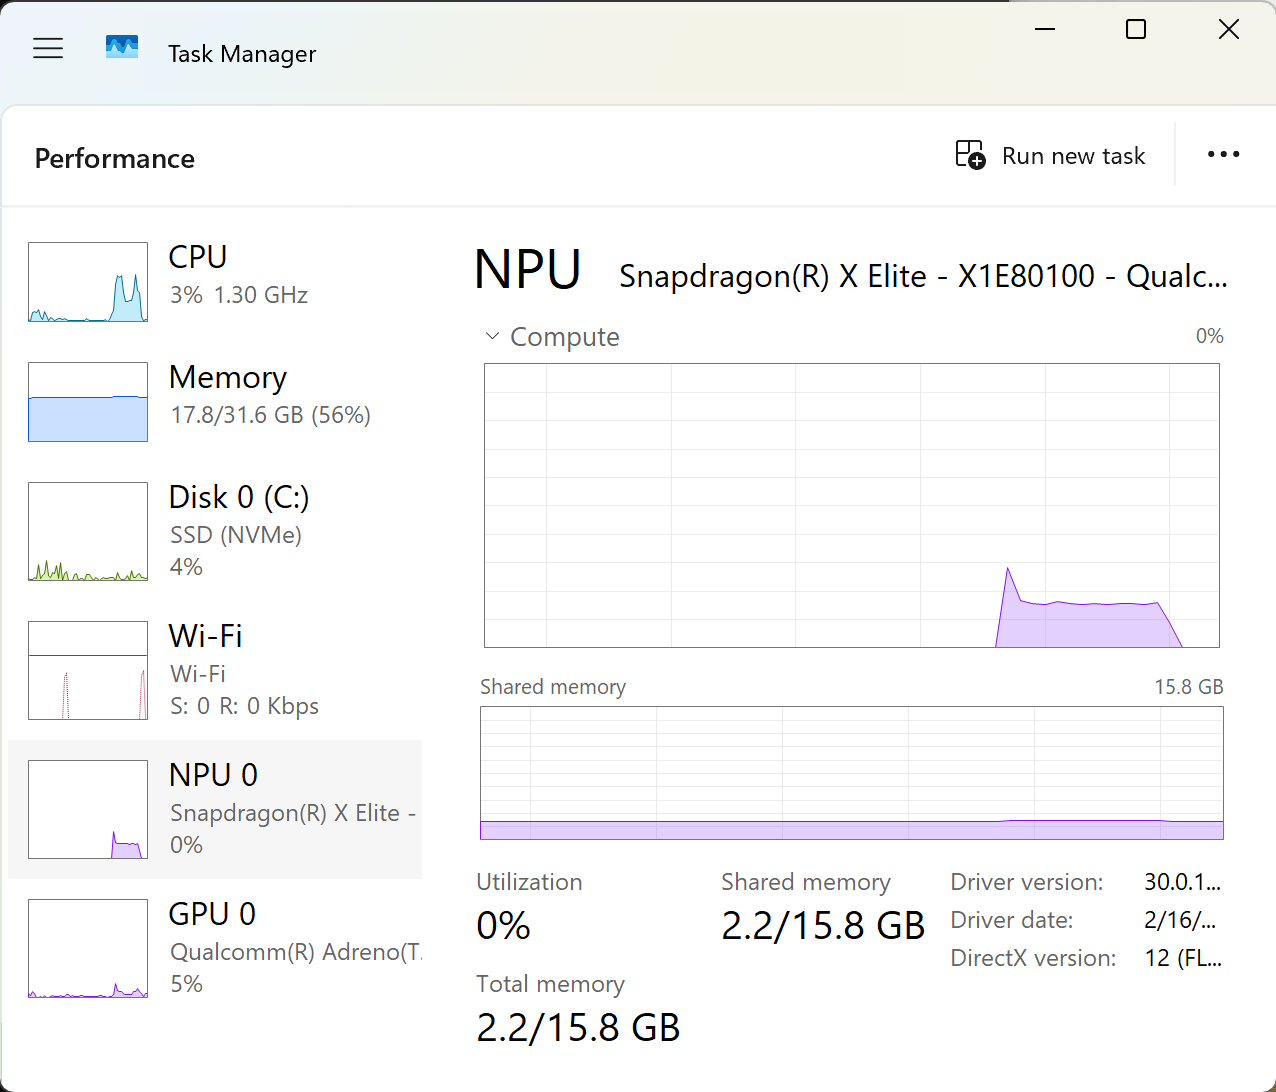 Task Manager
Performance
Run new task
CPU
3% 1.30 GHz
Memory
17.8/31.6 GB (56%)
Disk 0 (C:)
SSD (NVMe)
4%
Wi-Fi
Wi-Fi
S: 0 R: 0 Kbps
NPU 0
Snapdragon(R) X Elite -
0%
GPU 0
Qualcomm(R) Adreno(T.
5%
NPU Snapdragon(R) X Elite - X1E80100 - Qualc...
Compute 0%
Shared memory 15.8 GB
Utilization
0%
Shared memory
2.2/15.8 GB
Total memory
2.2/15.8 GB
Driver version: 30.0.1...
Driver date: 2/16/...
DirectX version: 12 (FL...